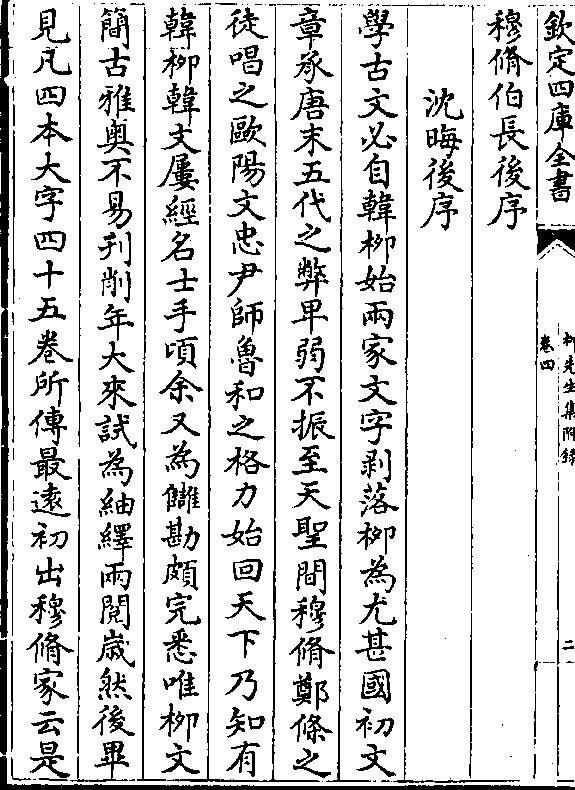 欽定四庫全書
柳先生集附錄
卷四
二
穆脩伯長後序
沈晦後序
學古文必自韓柳始兩家文字剥落柳為尤甚國初文
章承唐末五代之弊卑弱不振至天聖間穆脩鄭條之
徒唱之歐陽文忠尹師魯和之格力始回天下乃知有
韓柳韓文屢經名士手頃余又為讎勘頗完悉唯柳文
簡古雅奥不易刋削年大來試為紬繹兩閲嵗然後畢
見凡四本大字四十五卷所傳最逺初出穆脩家云是